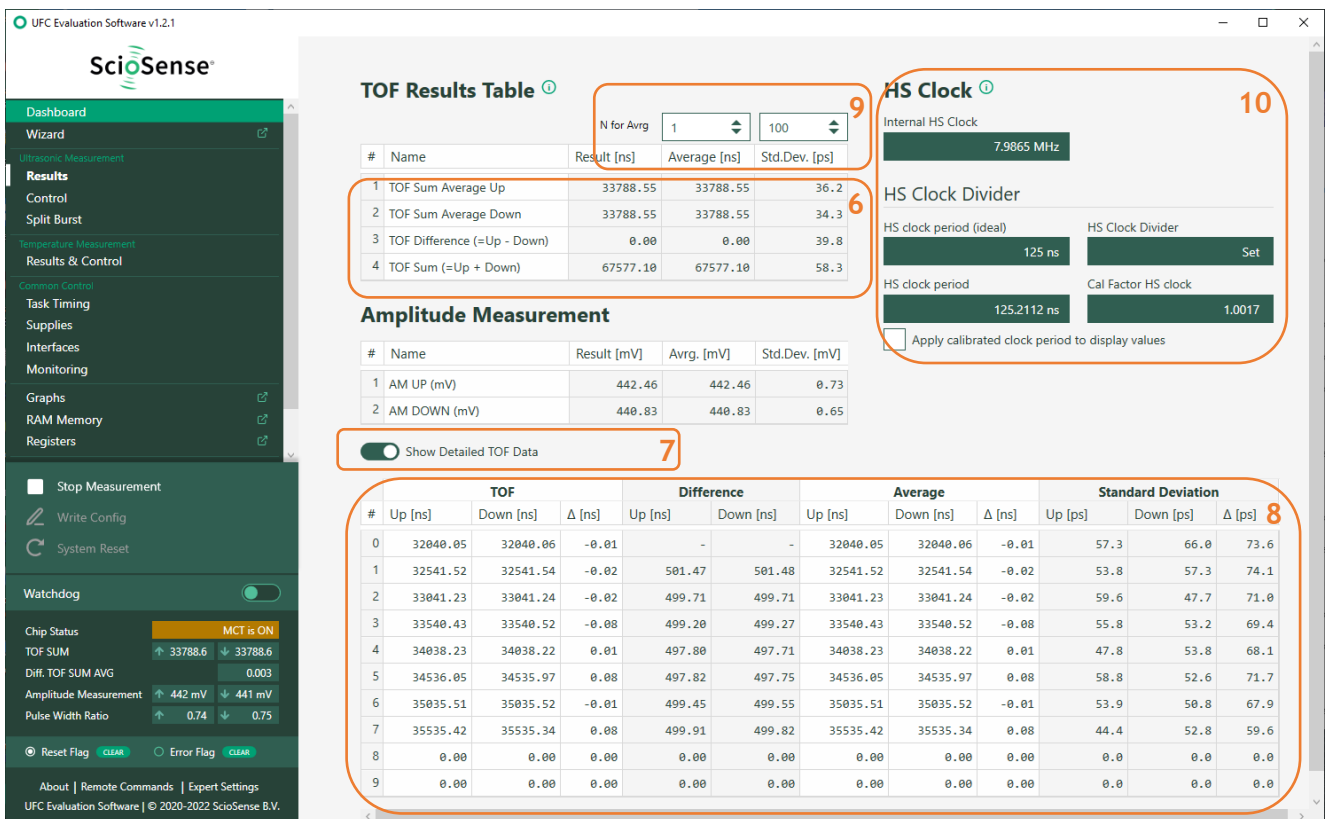 UFC Evaluation Software v1.2.1
ScioSense
Dashboard
Wizard
Ultrasonic Measurement
Results
Control
Split Burst
Temperature Measurement
Results & Control
Common Control
Task Timing
Supplies
Interfaces
Monitoring
Graphs
RAM Memory
Registers
Stop Measurement
Write Config
System Reset
Watchdog
Chip Status MCT is ON
TOF SUM ↑ 33788.6 ↓ 33788.6
Diff. TOF SUM AVG 0.003
Amplitude Measurement ↑ 442 mV ↓ 441 mV
Pulse Width Ratio ↑ 0.74 ↓ 0.75
Reset Flag CLEAR Error Flag CLEAR
About | Remote Commands | Expert Settings
UFC Evaluation Software | © 2020-2022 ScioSense B.V.
TOF Results Table
9
N for Avrg 1 100
# Name Result [ns] Average [ns] Std.Dev. [ps]
1 TOF Sum Average Up 33788.55 33788.55 36.2
6
2 TOF Sum Average Down 33788.55 33788.55 34.3
3 TOF Difference (=Up - Down) 0.00 0.00 39.8
4 TOF Sum (=Up + Down) 67577.10 67577.10 58.3
HS Clock
10
Internal HS Clock
7.9865 MHz
HS Clock Divider
HS clock period (ideal) HS Clock Divider
125 ns Set
HS clock period Cal Factor HS clock
125.2112 ns 1.0017
Apply calibrated clock period to display values
Amplitude Measurement
# Name Result [mV] Avrg. [mV] Std.Dev. [mV]
1 AM UP (mV) 442.46 442.46 0.73
2 AM DOWN (mV) 440.83 440.83 0.65
Show Detailed TOF Data 7
TOF Difference Average Standard Deviation
# Up [ns] Down [ns] Δ [ns] Up [ns] Down [ns] Up [ns] Down [ns] Δ [ns] Up [ps] Down [ps] Δ [ps] 8
0 32040.05 32040.06 -0.01 - - 32040.05 32040.06 -0.01 57.3 66.0 73.6
1 32541.52 32541.54 -0.02 501.47 501.48 32541.52 32541.54 -0.02 53.8 57.3 74.1
2 33041.23 33041.24 -0.02 499.71 499.71 33041.23 33041.24 -0.02 59.6 47.7 71.0
3 33540.43 33540.52 -0.08 499.20 499.27 33540.43 33540.52 -0.08 55.8 53.2 69.4
4 34038.23 34038.22 0.01 497.80 497.71 34038.23 34038.22 0.01 47.8 53.8 68.1
5 34536.05 34535.97 0.08 497.82 497.75 34536.05 34535.97 0.08 58.8 52.6 71.7
6 35035.51 35035.52 -0.01 499.45 499.55 35035.51 35035.52 -0.01 53.9 50.8 67.9
7 35535.42 35535.34 0.08 499.91 499.82 35535.42 35535.34 0.08 44.4 52.8 59.6
8 0.00 0.00 0.00 0.00 0.00 0.00 0.00 0.00 0.0 0.0 0.0
9 0.00 0.00 0.00 0.00 0.00 0.00 0.00 0.00 0.0 0.0 0.0